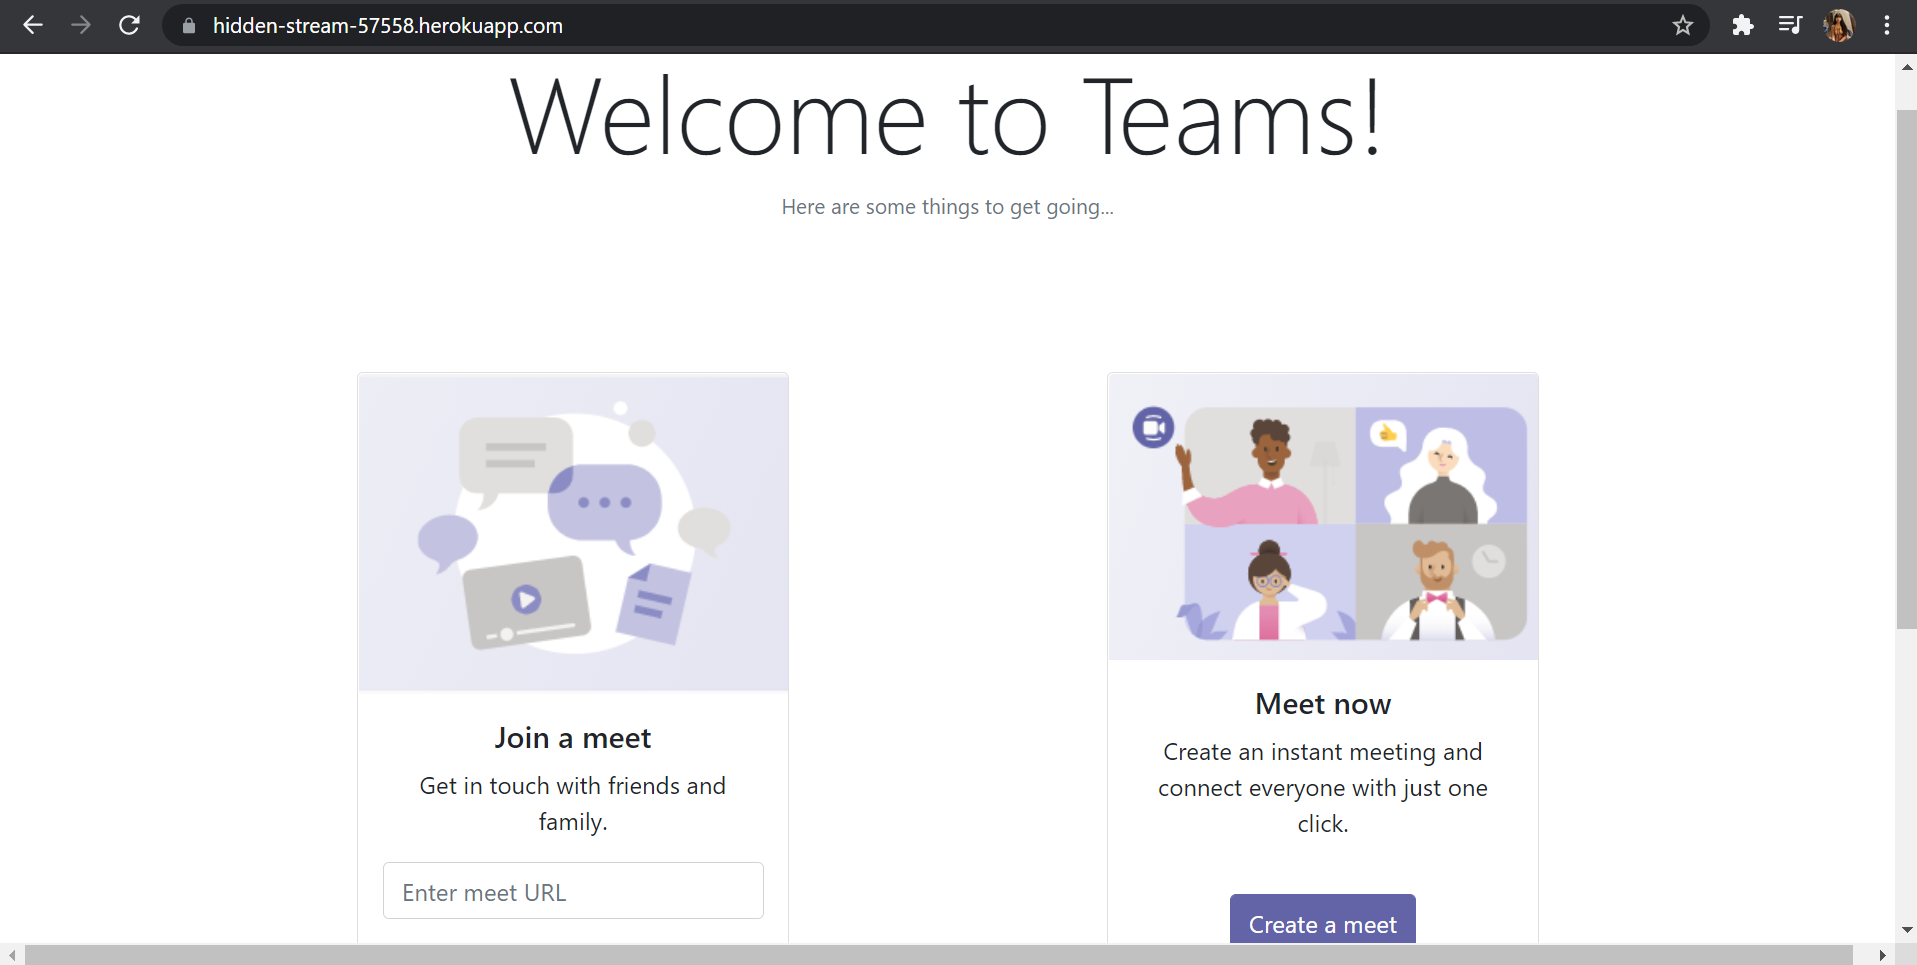 hidden-stream-57558.herokuapp.com
Welcome to Teams!
Here are some things to get going...
Join a meet
Get in touch with friends and
family.
Enter meet URL
Meet now
Create an instant meeting and
connect everyone with just one
click.
Create a meet